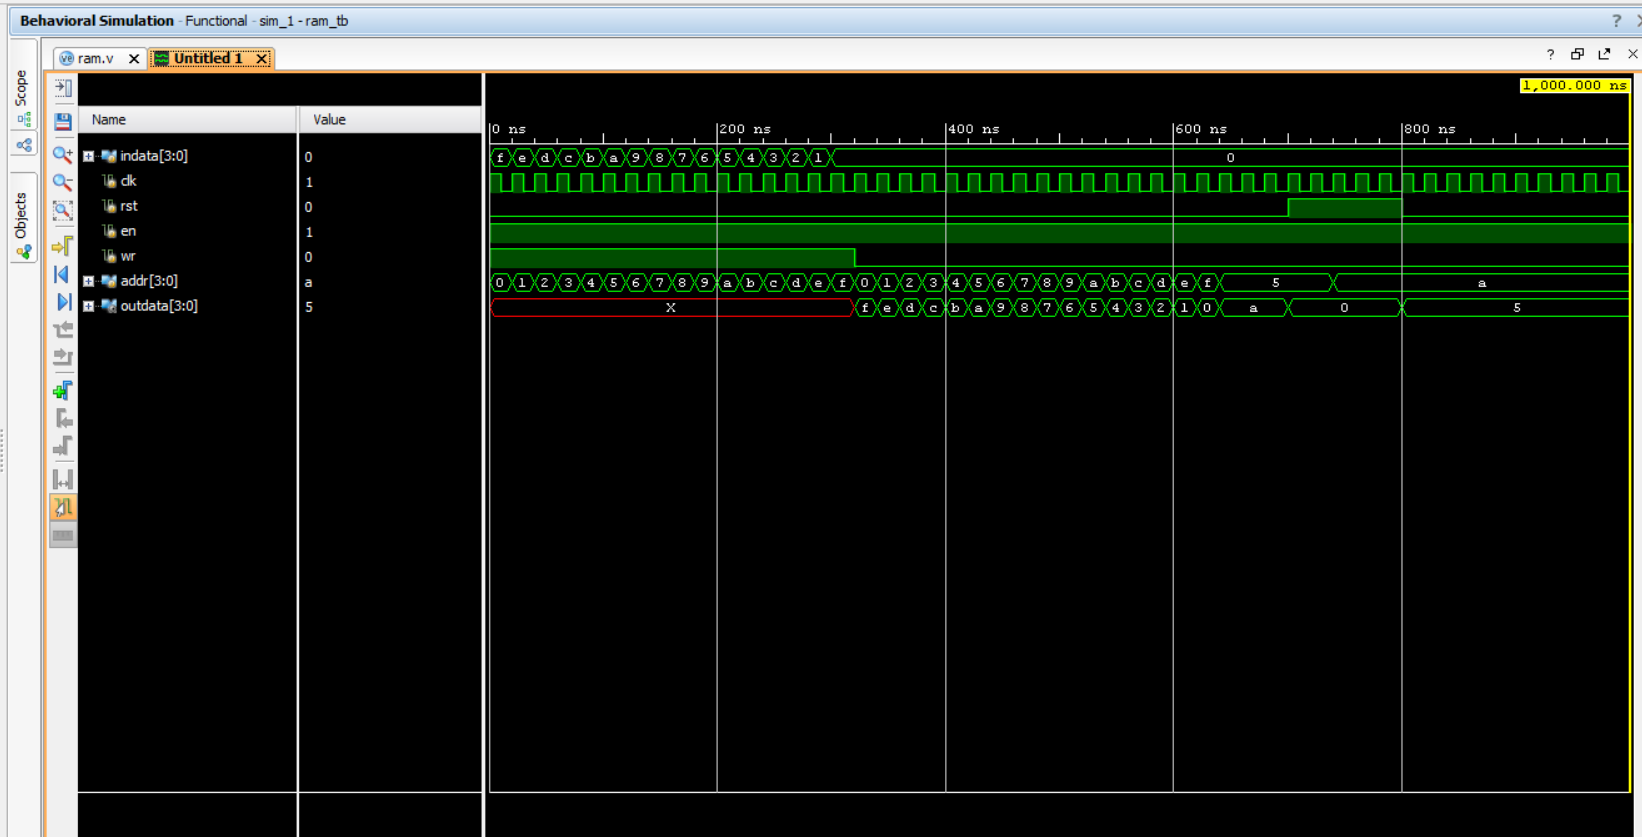 Behavioral Simulation - Functional - sim_1 - ram_tb
?
ram.v
Untitled 1
?
Scope
Objects
1,000.000 ns
Name Value
0 ns 200 ns 400 ns 600 ns 800 ns
indata[3:0] 0 f e d c b a 9 8 7 6 5 4 3 2 1 0
clk 1
rst 0
en 1
wr 0
addr[3:0] a 0 1 2 3 4 5 6 7 8 9 a b c d e f 0 1 2 3 4 5 6 7 8 9 a b c d e f 5 a
outdata[3:0] 5 X f e d c b a 9 8 7 6 5 4 3 2 1 0 a 0 5